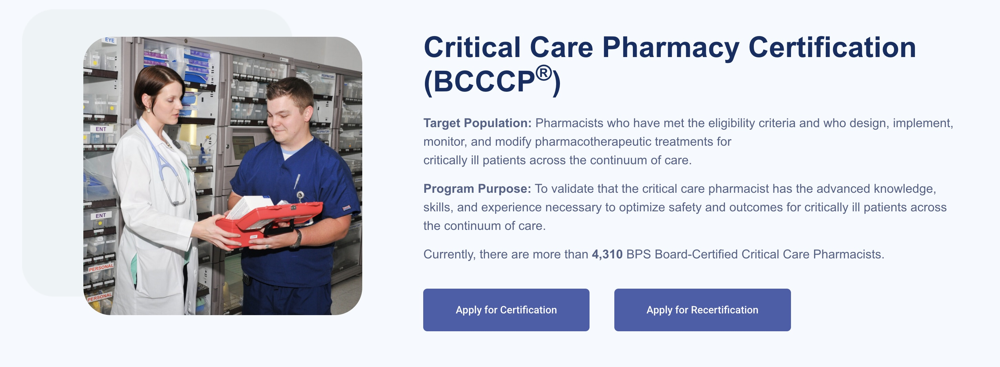 Critical Care Pharmacy Certification
(BCCCP®)
Target Population: Pharmacists who have met the eligibility criteria and who design, implement,
monitor, and modify pharmacotherapeutic treatments for
critically ill patients across the continuum of care.
Program Purpose: To validate that the critical care pharmacist has the advanced knowledge,
skills, and experience necessary to optimize safety and outcomes for critically ill patients across
the continuum of care.
Currently, there are more than 4,310 BPS Board-Certified Critical Care Pharmacists.
Apply for Certification
Apply for Recertification
EYE
RESPIRATORY
ENT
RESPIRATORY
ENT
PERSONAL
PERSONAL